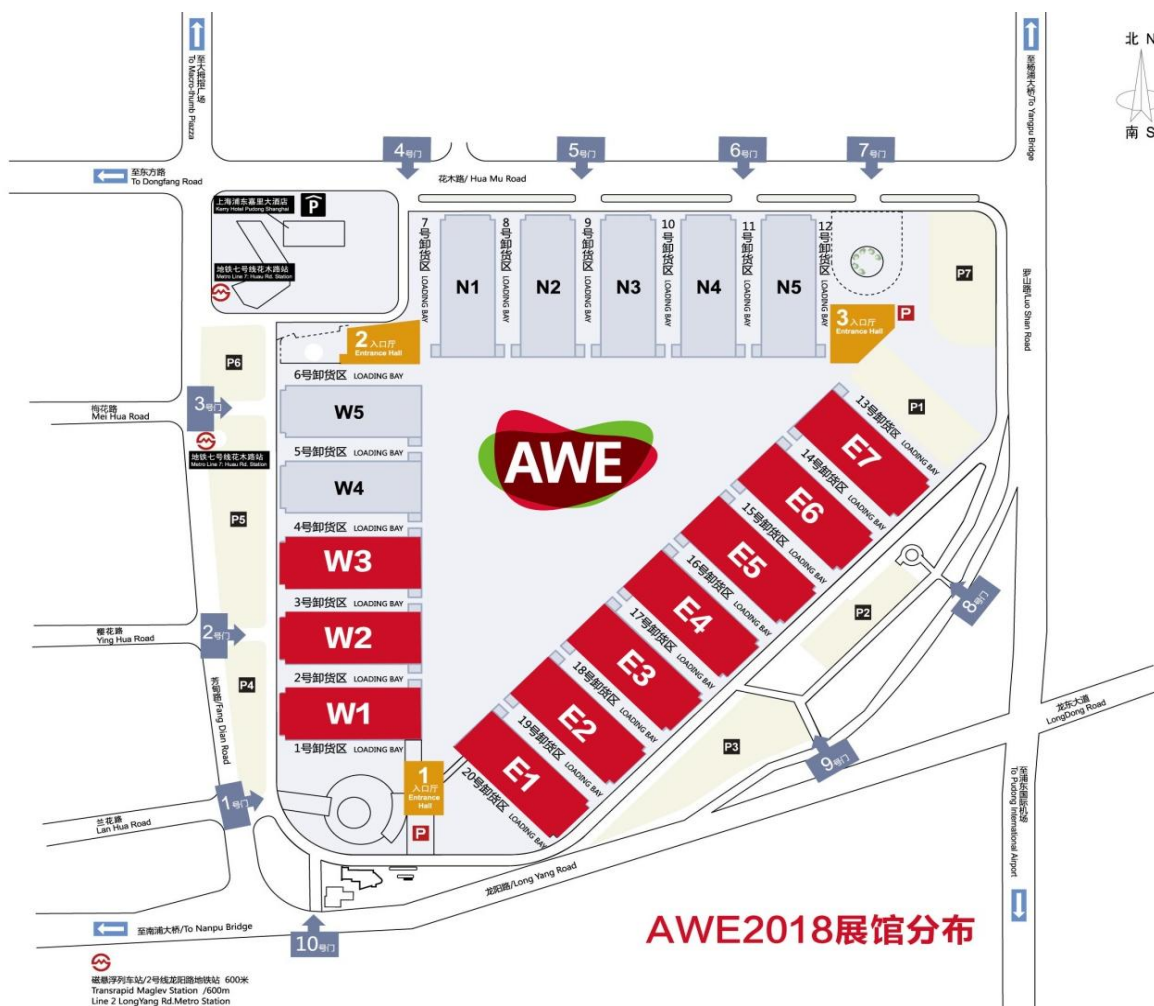 北 N
南 S
至大拇指广场
To Macro-thumb Piazza
至杨浦大桥/To Yangpu Bridge
4号门
5号门
6号门
7号门
至东方路
To Dongfang Road
花木路/ Hua Mu Road
上海浦东嘉里大酒店
Kerry Hotel Pudong Shanghai
P
地铁七号线花木路站
Metro Line 7: Huau Rd. Station
7号卸货区 LOADING BAY
N1
8号卸货区 LOADING BAY
N2
9号卸货区 LOADING BAY
N3
10号卸货区 LOADING BAY
N4
11号卸货区 LOADING BAY
N5
12号卸货区 LOADING BAY
P7
罗山路/Luo Shan Road
2入口厅
Entrance Hall
3入口厅
Entrance Hall
P
P6
6号卸货区 LOADING BAY
3号门
梅花路
Mei Hua Road
W5
P1
13号卸货区 LOADING BAY
E7
地铁七号线花木路站
Metro Line 7: Huau Rd. Station
5号卸货区 LOADING BAY
AWE
14号卸货区 LOADING BAY
W4
E6
P5
4号卸货区 LOADING BAY
15号卸货区 LOADING BAY
W3
E5
16号卸货区 LOADING BAY
3号卸货区 LOADING BAY
E4
P2
8号门
2号门
樱花路
Ying Hua Road
W2
17号卸货区 LOADING BAY
E3
2号卸货区 LOADING BAY
18号卸货区 LOADING BAY
P4
芳甸路/Fang Dian Road
W1
E2
19号卸货区 LOADING BAY
P3
龙东大道
LongDong Road
1号卸货区 LOADING BAY
E1
20号卸货区 LOADING BAY
9号门
1
入口厅
Entrance
Hall
P
1号门
兰花路
Lan Hua Road
至浦东国际机场
To Pudong International Airport
龙阳路/Long Yang Road
至南浦大桥/To Nanpu Bridge
10号门
AWE2018展馆分布
磁悬浮列车站/2号线龙阳路地铁站 600米
Transrapid Maglev Station /600m
Line 2 LongYang Rd.Metro Station